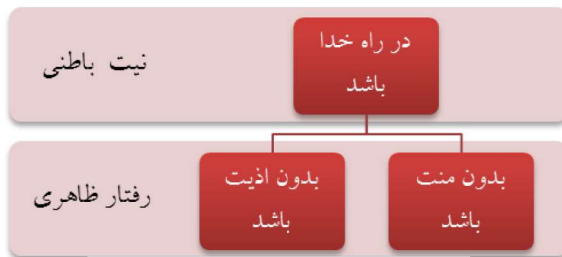 در راه خدا
باشد
نیت باطنی
بدون منت
باشد
بدون اذیت
باشد
رفتار ظاهری